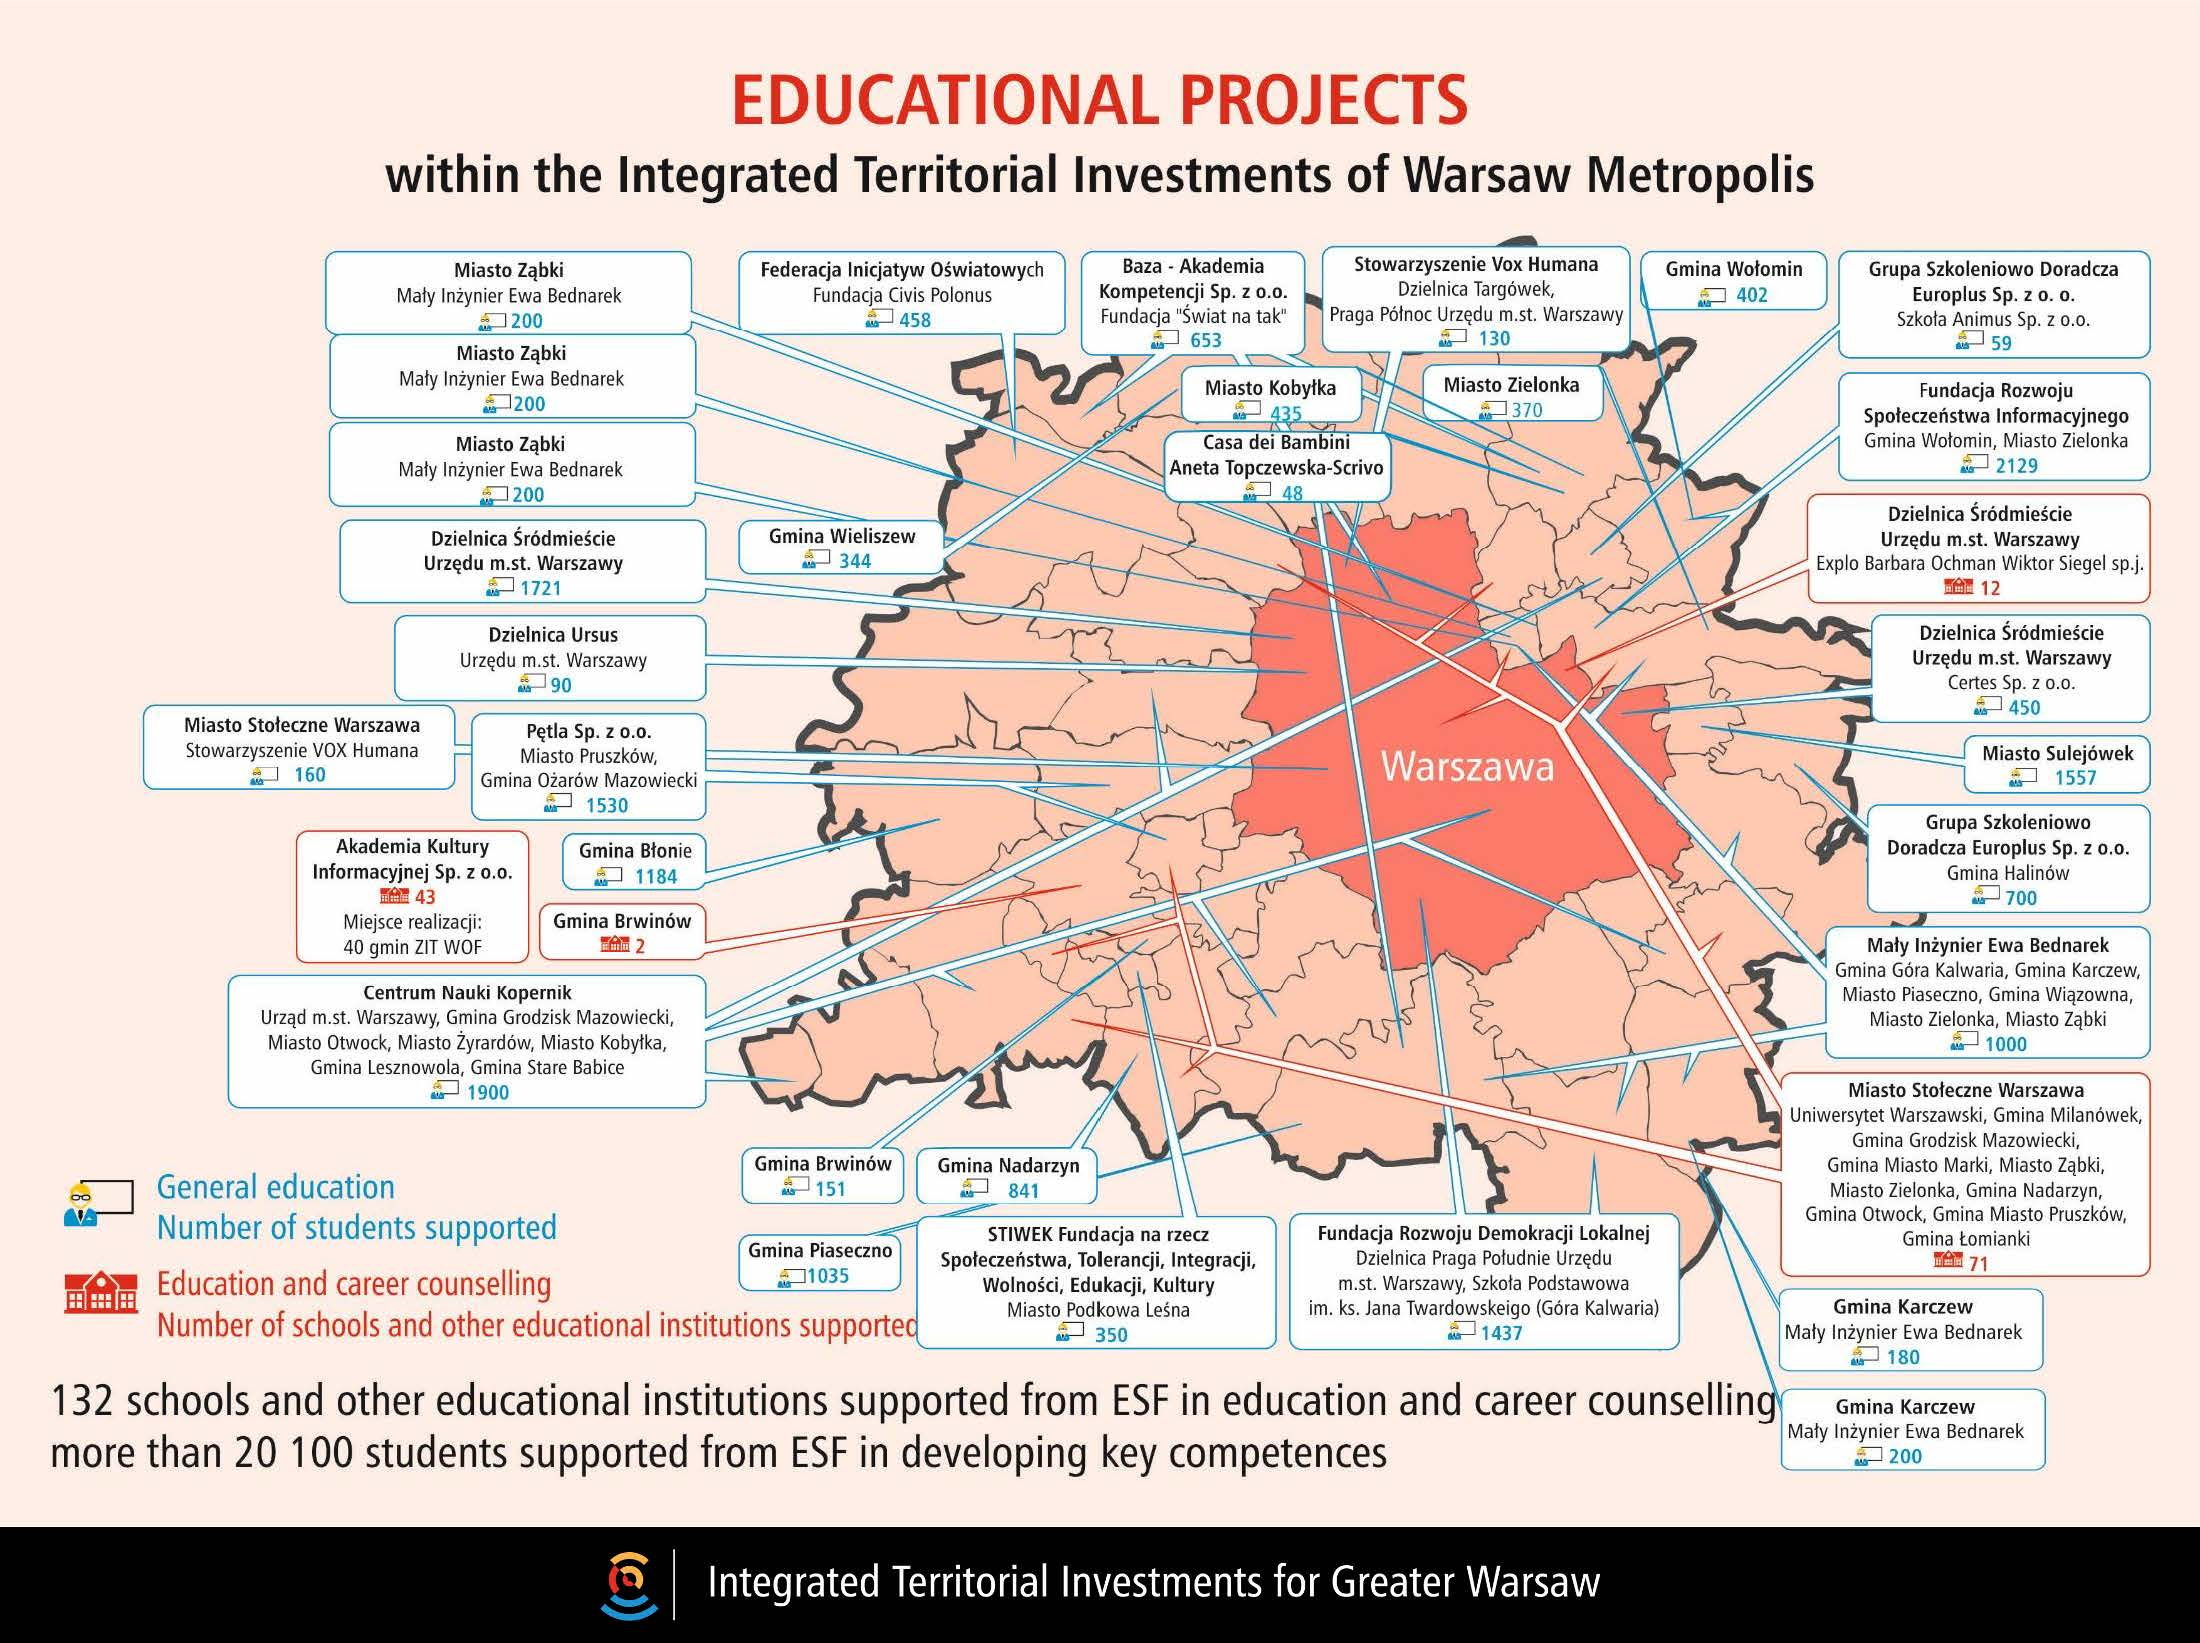 EDUCATIONAL PROJECTS
within the Integrated Territorial Investments of Warsaw Metropolis
Miasto Ząbki
Mały Inżynier Ewa Bednarek
200
Miasto Ząbki
Mały Inżynier Ewa Bednarek
200
Miasto Ząbki
Mały Inżynier Ewa Bednarek
200
Dzielnica Śródmieście
Urzędu m.st. Warszawy
1721
Dzielnica Ursus
Urzędu m.st. Warszawy
90
Miasto Stołeczne Warszawa
Stowarzyszenie VOX Humana
160
Pętla Sp. z o.o.
Miasto Pruszków,
Gmina Ożarów Mazowiecki
1530
Akademia Kultury
Informacyjnej Sp. z o.o.
43
Miejsce realizacji:
40 gmin ZIT WOF
Gmina Błonie
1184
Gmina Brwinów
2
Centrum Nauki Kopernik
Urząd m.st. Warszawy, Gmina Grodzisk Mazowiecki,
Miasto Otwock, Miasto Żyrardów, Miasto Kobyłka,
Gmina Lesznowola, Gmina Stare Babice
1900
Federacja Inicjatyw Oświatowych
Fundacja Civis Polonus
458
Baza - Akademia
Kompetencji Sp. z o.o.
Fundacja "Świat na tak"
653
Stowarzyszenie Vox Humana
Dzielnica Targówek,
Praga Północ Urzędu m.st. Warszawy
130
Gmina Wołomin
402
Grupa Szkoleniowo Doradcza
Europlus Sp. z o. o.
Szkoła Animus Sp. z o.o.
59
Miasto Kobyłka
435
Miasto Zielonka
370
Casa dei Bambini
Aneta Topczewska-Scrivo
48
Gmina Wieliszew
344
Fundacja Rozwoju
Społeczeństwa Informacyjnego
Gmina Wołomin, Miasto Zielonka
2129
Dzielnica Śródmieście
Urzędu m.st. Warszawy
Explo Barbara Ochman Wiktor Siegel sp.j.
12
Dzielnica Śródmieście
Urzędu m.st. Warszawy
Certes Sp. z o.o.
450
Warszawa
Miasto Sulejówek
1557
Grupa Szkoleniowo
Doradcza Europlus Sp. z o.o.
Gmina Halinów
700
Mały Inżynier Ewa Bednarek
Gmina Góra Kalwaria, Gmina Karczew,
Miasto Piaseczno, Gmina Wiązowna,
Miasto Zielonka, Miasto Ząbki
1000
Miasto Stołeczne Warszawa
Uniwersytet Warszawski, Gmina Milanówek,
Gmina Grodzisk Mazowiecki,
Gmina Miasto Marki, Miasto Ząbki,
Miasto Zielonka, Gmina Nadarzyn,
Gmina Otwock, Gmina Miasto Pruszków,
Gmina Łomianki
71
Gmina Karczew
Mały Inżynier Ewa Bednarek
180
Gmina Karczew
Mały Inżynier Ewa Bednarek
200
Gmina Brwinów
151
Gmina Nadarzyn
841
Gmina Piaseczno
1035
STIWEK Fundacja na rzecz
Społeczeństwa, Tolerancji, Integracji,
Wolności, Edukacji, Kultury
Miasto Podkowa Leśna
350
Fundacja Rozwoju Demokracji Lokalnej
Dzielnica Praga Południe Urzędu
m.st. Warszawy, Szkoła Podstawowa
im. ks. Jana Twardowskeigo (Góra Kalwaria)
1437
General education
Number of students supported
Education and career counselling
Number of schools and other educational institutions supported
132 schools and other educational institutions supported from ESF in education and career counselling
more than 20 100 students supported from ESF in developing key competences
Integrated Territorial Investments for Greater Warsaw